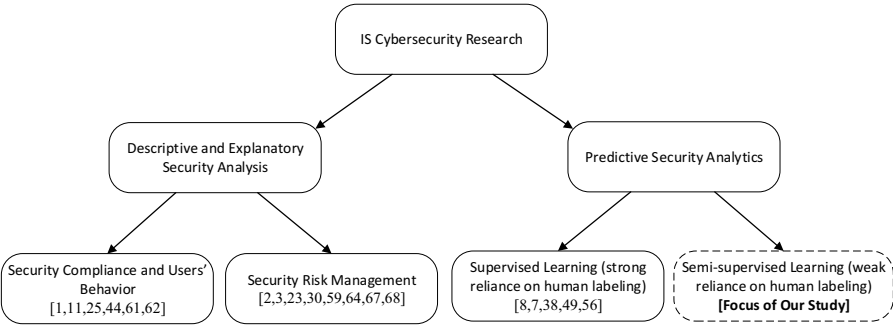 IS Cybersecurity Research
Descriptive and Explanatory
Security Analysis
Predictive Security Analytics
Security Compliance and Users'
Behavior
[1,11,25,44,61,62]
Security Risk Management
[2,3,23,30,59,64,67,68]
Supervised Learning (strong
reliance on human labeling)
[8,7,38,49,56]
Semi-supervised Learning (weak
reliance on human labeling)
[Focus of Our Study]